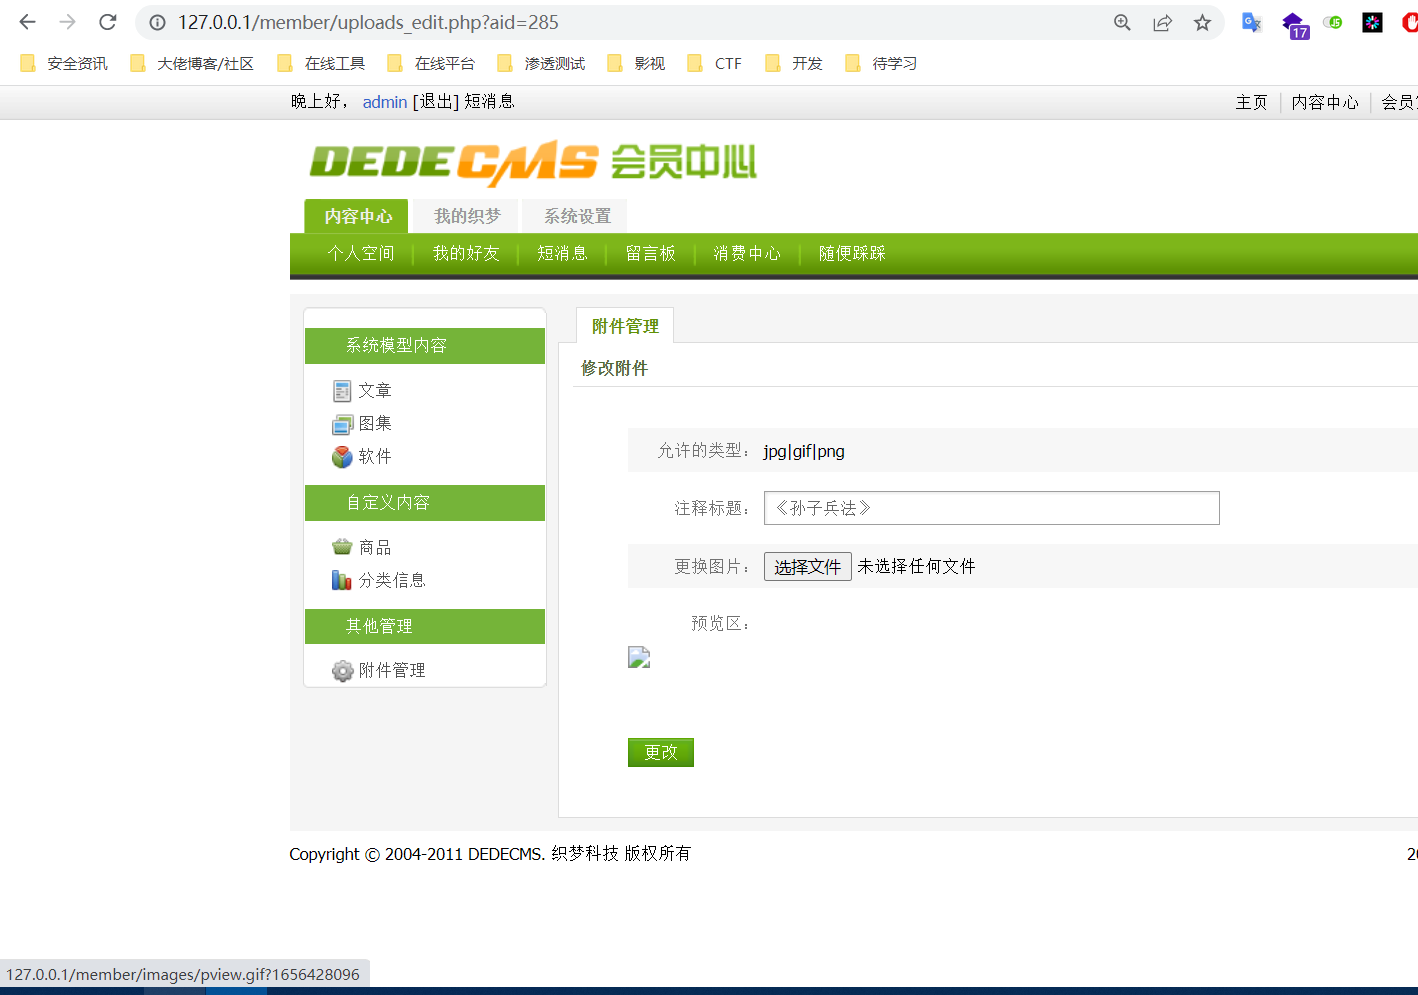 127.0.0.1/member/uploads_edit.php?aid=285
17
安全资讯 大佬博客/社区 在线工具 在线平台 渗透测试 影视 CTF 开发 待学习
晚上好， admin [退出] 短消息 主页 内容中心 会员
DEDECMS 会员中心
内容中心 我的织梦 系统设置
个人空间 我的好友 短消息 留言板 消费中心 随便踩踩
附件管理
系统模型内容
修改附件
文章
图集
软件
允许的类型： jpg|gif|png
自定义内容
注释标题： 《孙子兵法》
商品
更换图片： 选择文件 未选择任何文件
分类信息
其他管理
预览区：
附件管理
更改
Copyright © 2004-2011 DEDECMS. 织梦科技 版权所有
127.0.0.1/member/images/pview.gif?1656428096